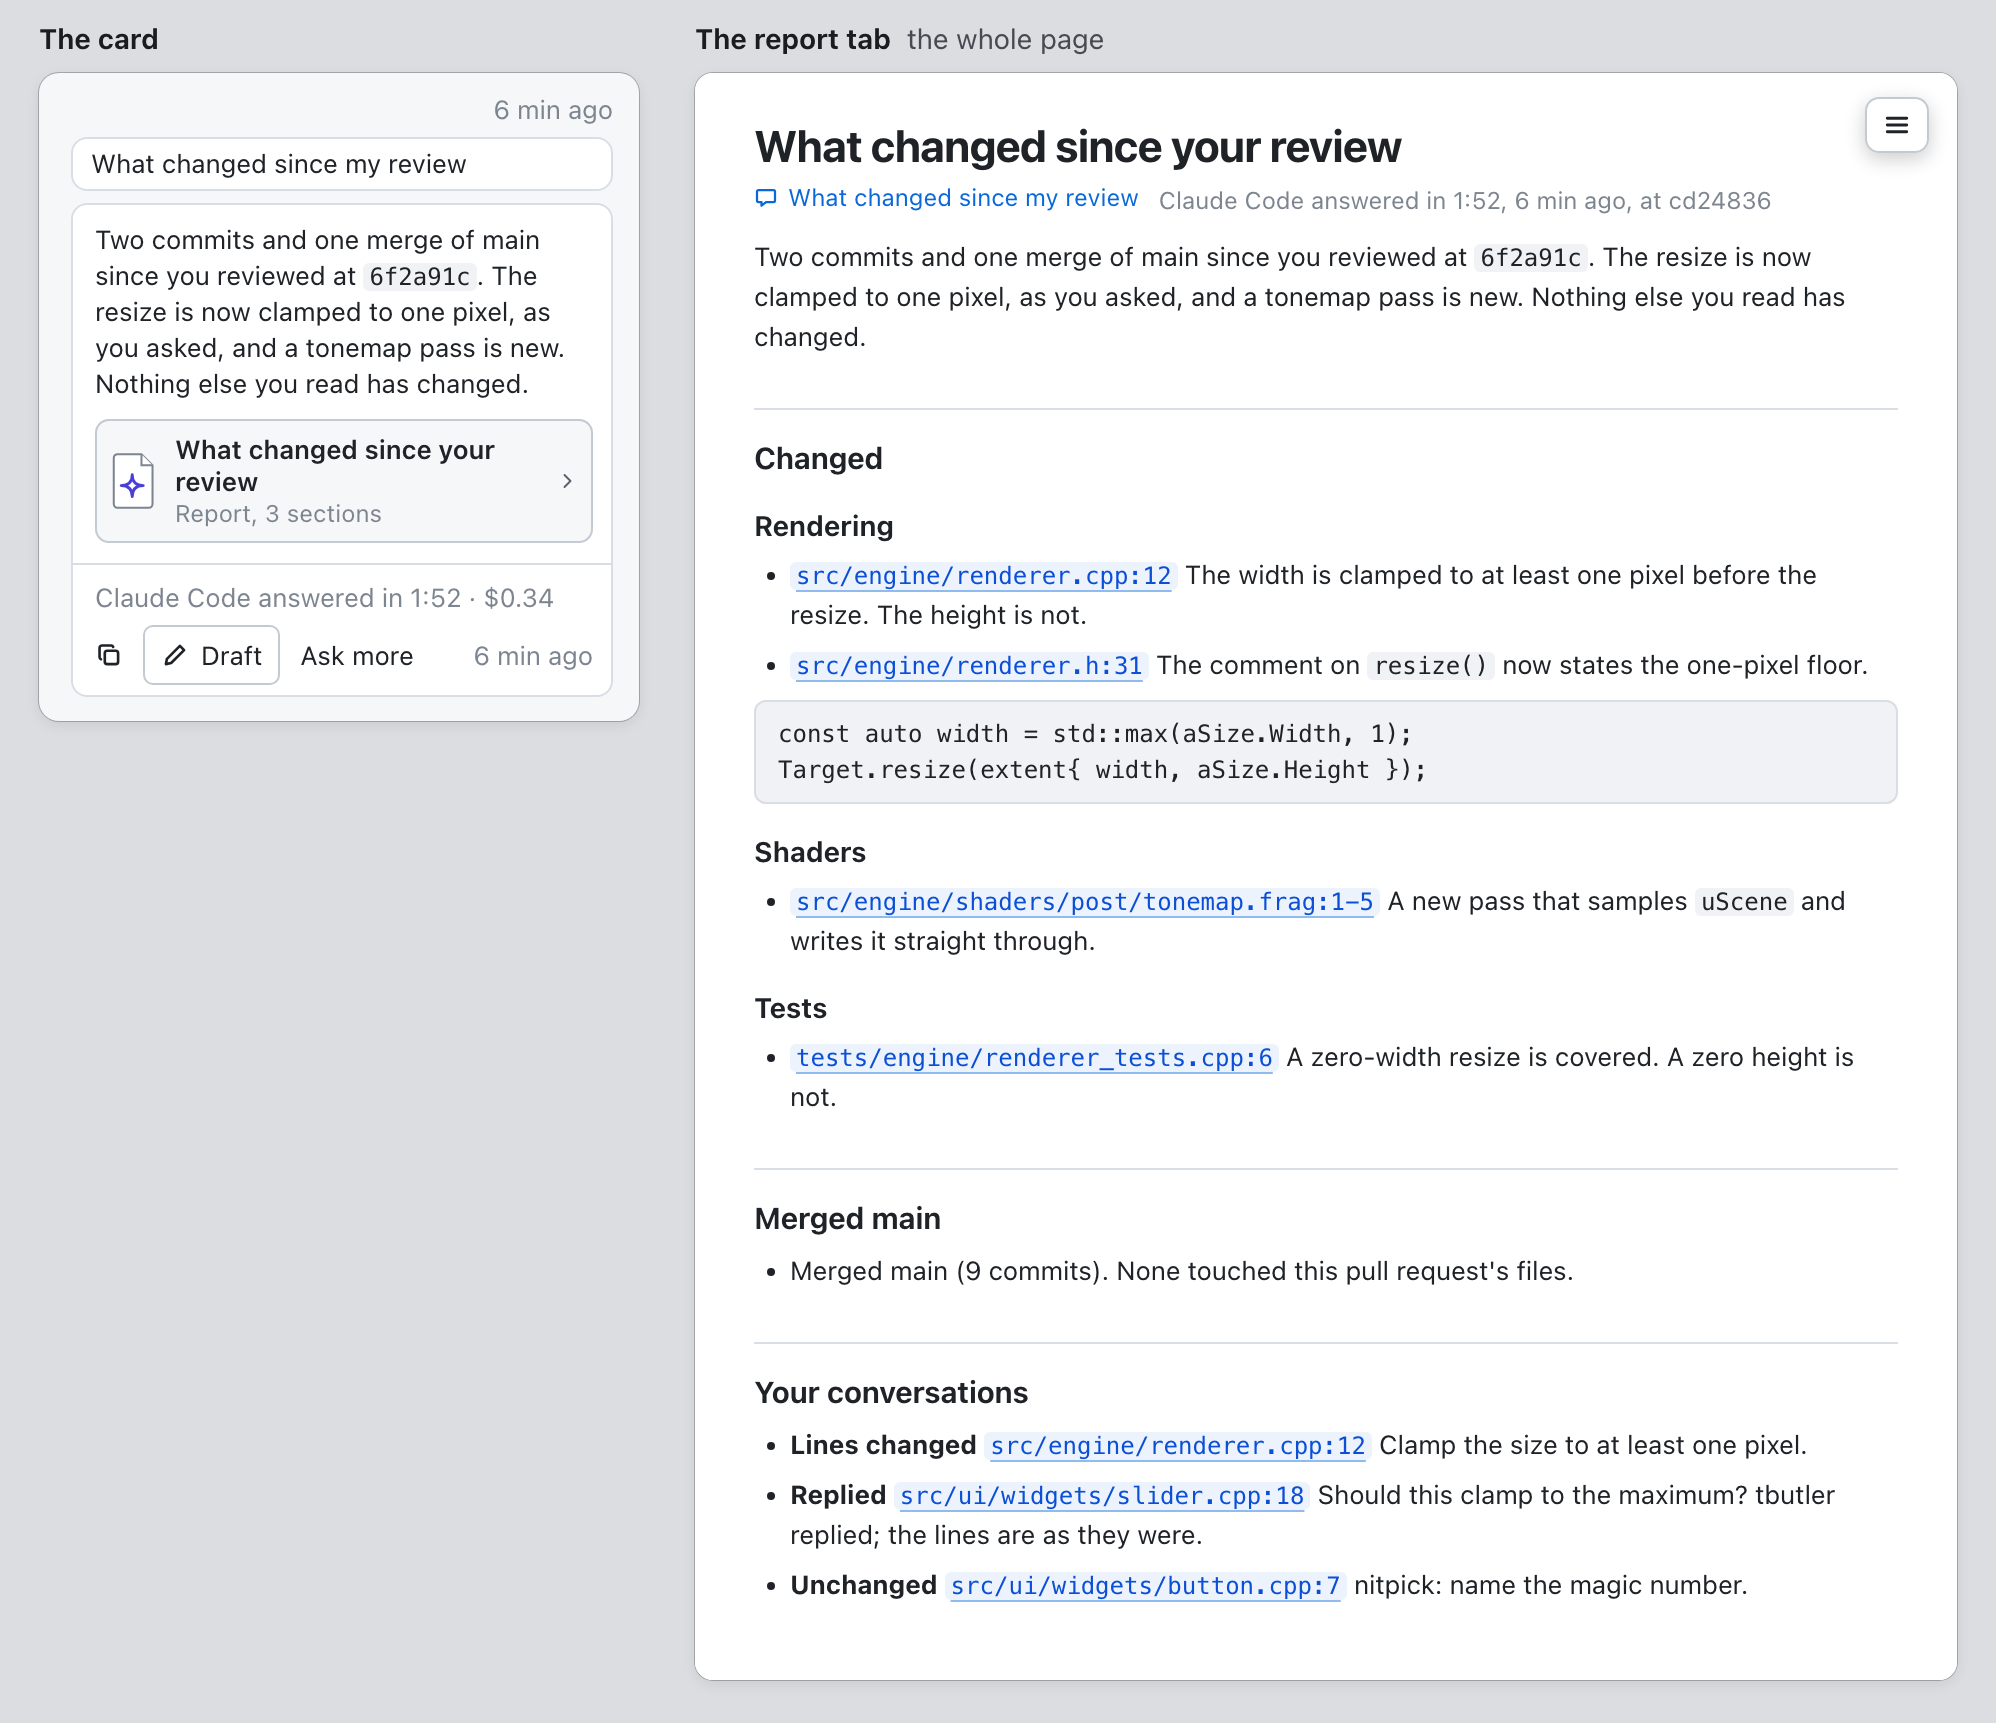 The card
6 min ago
What changed since my review
Two commits and one merge of main
since you reviewed at 6f2a91c. The
resize is now clamped to one pixel, as
you asked, and a tonemap pass is new.
Nothing else you read has changed.
What changed since your
review
Report, 3 sections
Claude Code answered in 1:52 · $0.34
Draft Ask more 6 min ago
The report tab the whole page
What changed since your review
What changed since my review Claude Code answered in 1:52, 6 min ago, at cd24836
Two commits and one merge of main since you reviewed at 6f2a91c. The resize is now
clamped to one pixel, as you asked, and a tonemap pass is new. Nothing else you read has
changed.
Changed
Rendering
• src/engine/renderer.cpp:12 The width is clamped to at least one pixel before the
resize. The height is not.
• src/engine/renderer.h:31 The comment on resize() now states the one-pixel floor.
const auto width = std::max(aSize.Width, 1);
Target.resize(extent{ width, aSize.Height });
Shaders
• src/engine/shaders/post/tonemap.frag:1–5 A new pass that samples uScene and
writes it straight through.
Tests
• tests/engine/renderer_tests.cpp:6 A zero-width resize is covered. A zero height is
not.
Merged main
• Merged main (9 commits). None touched this pull request's files.
Your conversations
• Lines changed src/engine/renderer.cpp:12 Clamp the size to at least one pixel.
• Replied src/ui/widgets/slider.cpp:18 Should this clamp to the maximum? tbutler
replied; the lines are as they were.
• Unchanged src/ui/widgets/button.cpp:7 nitpick: name the magic number.